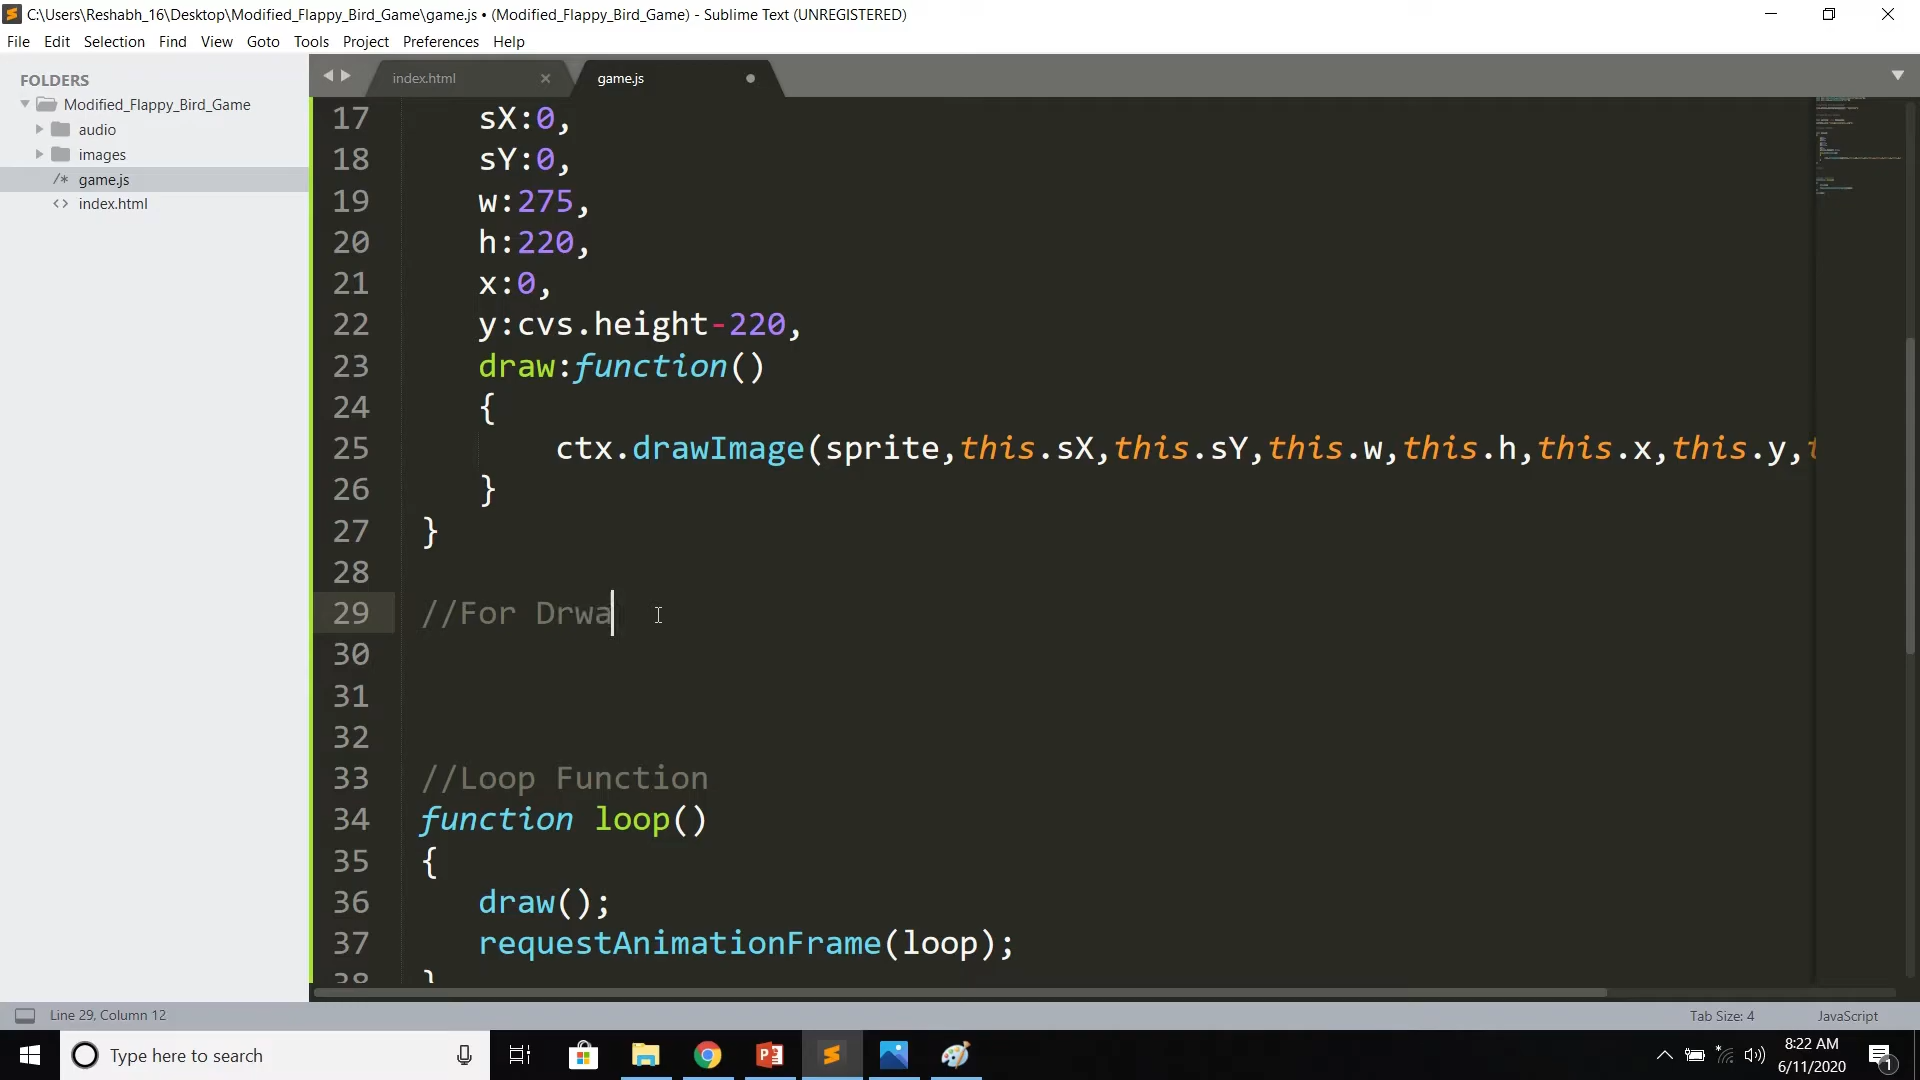 C:\Users\Reshabh_16\Desktop\Modified_Flappy_Bird_Game\game.js • (Modified_Flappy_Bird_Game) - Sublime Text (UNREGISTERED)
File Edit Selection Find View Goto Tools Project Preferences Help
FOLDERS
Modified_Flappy_Bird_Game
audio
images
/* game.js
<> index.html
index.html
game.js
17 sX:0,
18 sY:0,
19 w:275,
20 h:220,
21 x:0,
22 y:cvs.height-220,
23 draw:function()
24 {
25 ctx.drawImage(sprite,this.sX,this.sY,this.w,this.h,this.x,this.y,t
26 }
27 }
28
29 //For Drwa
30
31
32
33 //Loop Function
34 function loop()
35 {
36 draw();
37 requestAnimationFrame(loop);
38 }
Line 29, Column 12
Tab Size: 4
JavaScript
Type here to search
8:22 AM
6/11/2020
1